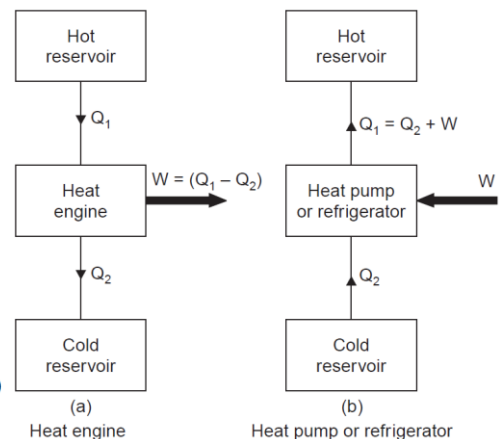 Hot
reservoir
Q₁
Heat
engine
W = (Q₁ – Q₂)
Q₂
Cold
reservoir
(a)
Heat engine
Hot
reservoir
Q₁ = Q₂ + W
Heat pump
or refrigerator
W
Q₂
Cold
reservoir
(b)
Heat pump or refrigerator